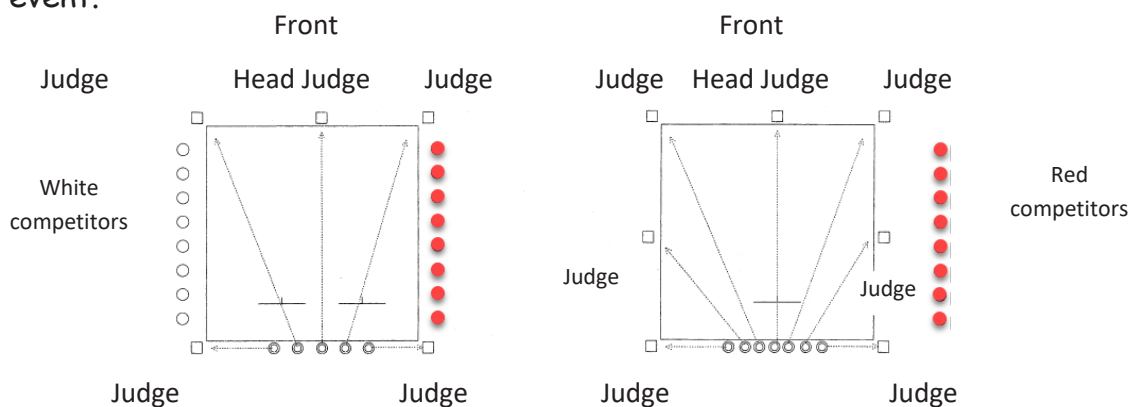 event.
Front Front
Judge Head Judge Judge Judge Head Judge Judge
White
competitors
Red
competitors
Judge
Judge
Judge Judge Judge Judge